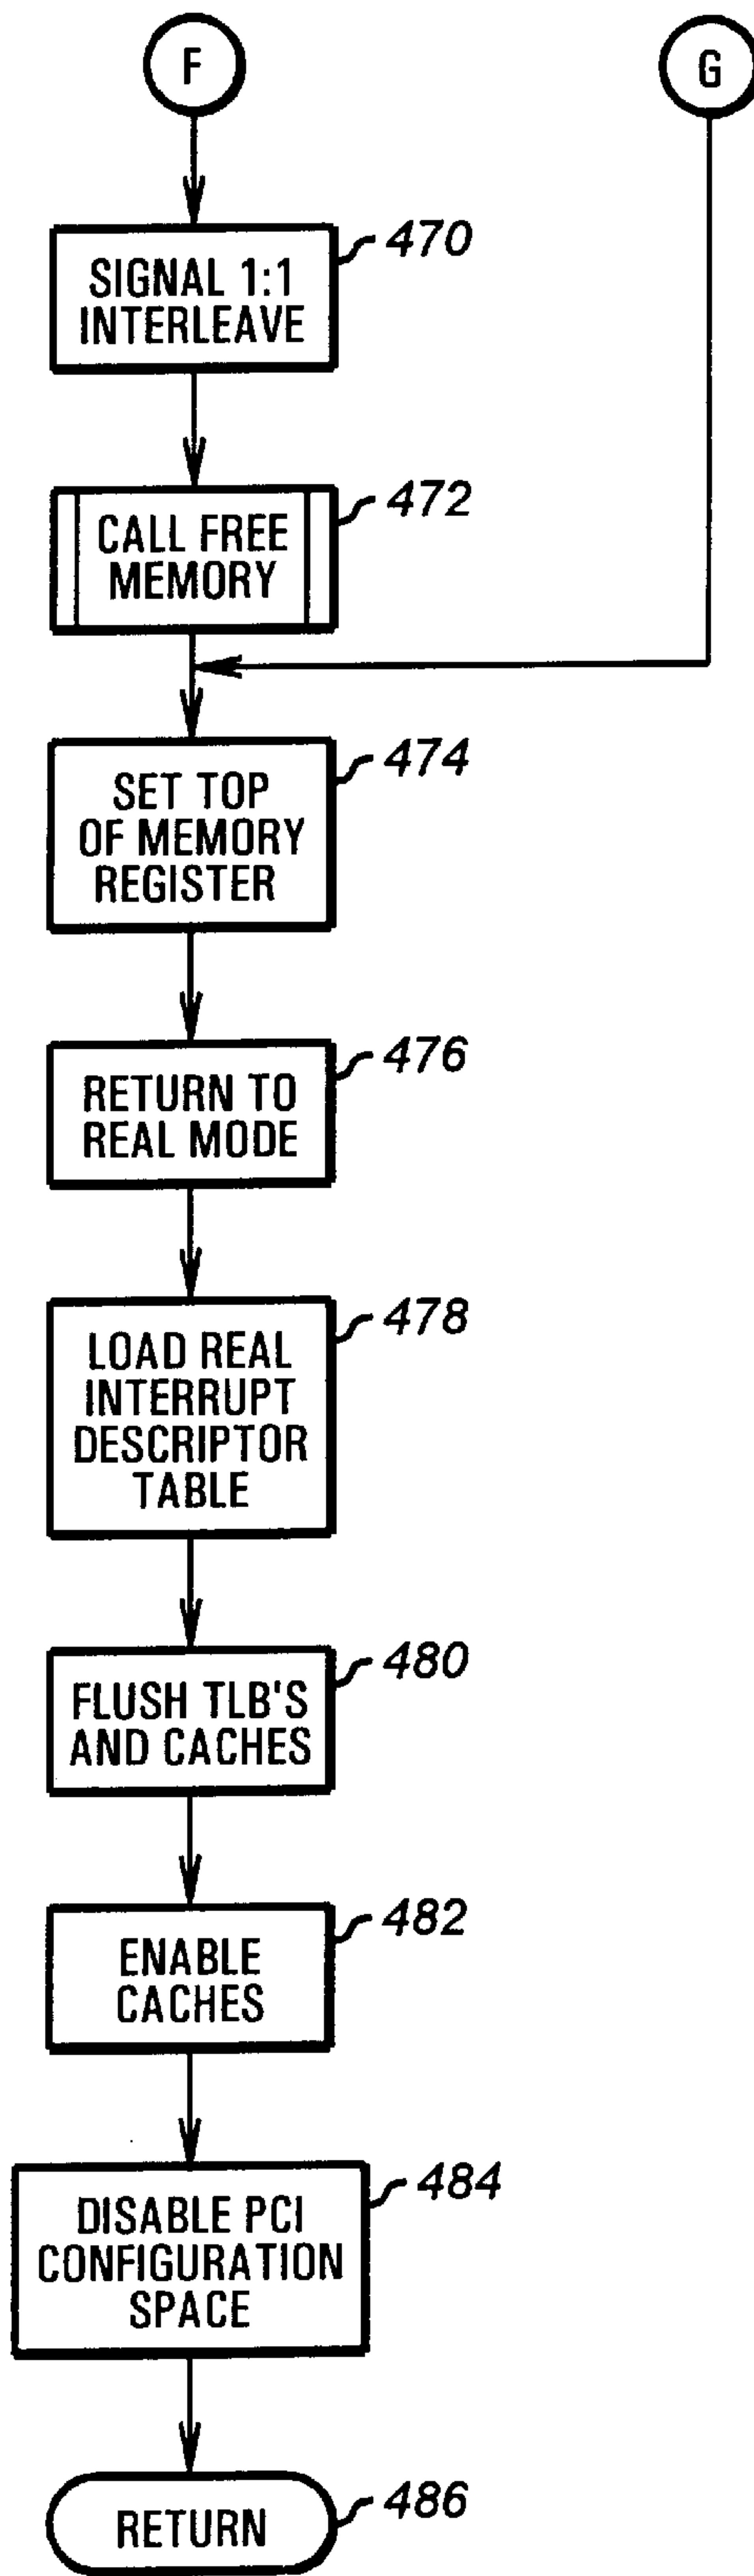 F
G
470
SIGNAL 1:1
INTERLEAVE
472
CALL FREE
MEMORY
474
SET TOP
OF MEMORY
REGISTER
476
RETURN TO
REAL MODE
478
LOAD REAL
INTERRUPT
DESCRIPTOR
TABLE
480
FLUSH TLB'S
AND CACHES
482
ENABLE
CACHES
484
DISABLE PCI
CONFIGURATION
SPACE
486
RETURN